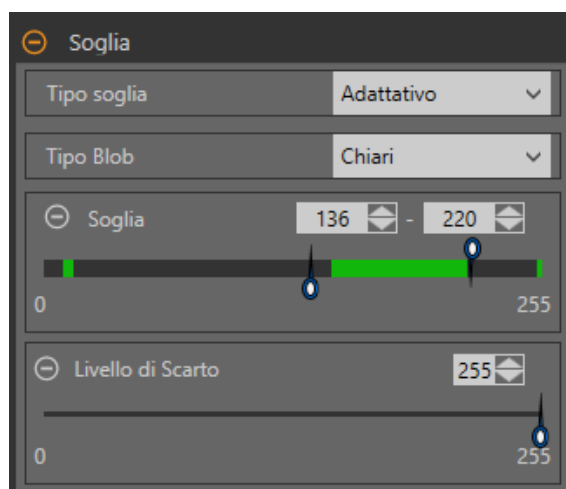 Soglia
Tipo soglia Adattativo
Tipo Blob Chiari
Soglia 136 - 220
0 255
Livello di Scarto 255
0 255